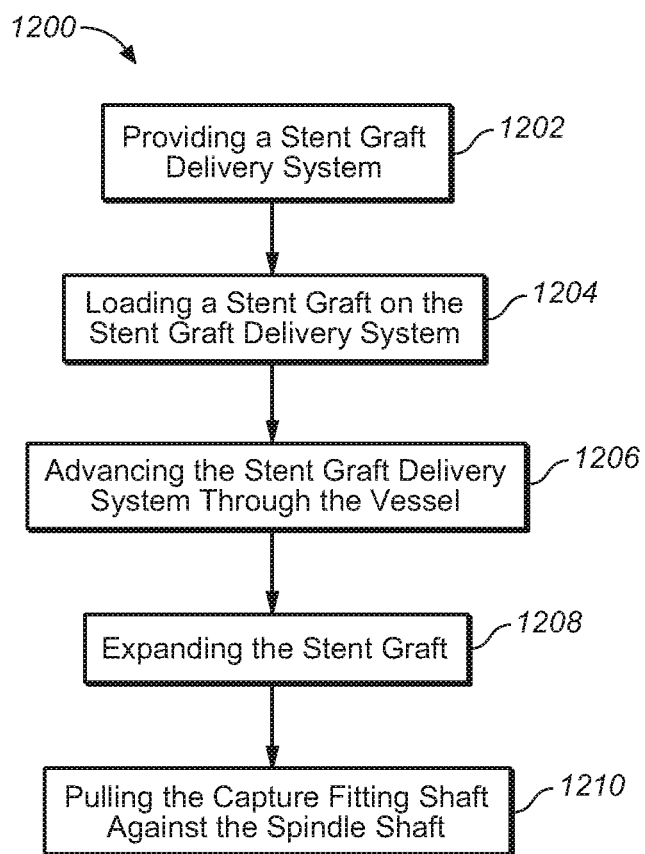 1200
Providing a Stent Graft
Delivery System
1202
Loading a Stent Graft on the
Stent Graft Delivery System
1204
Advancing the Stent Graft Delivery
System Through the Vessel
1206
Expanding the Stent Graft
1208
Pulling the Capture Fitting Shaft
Against the Spindle Shaft
1210